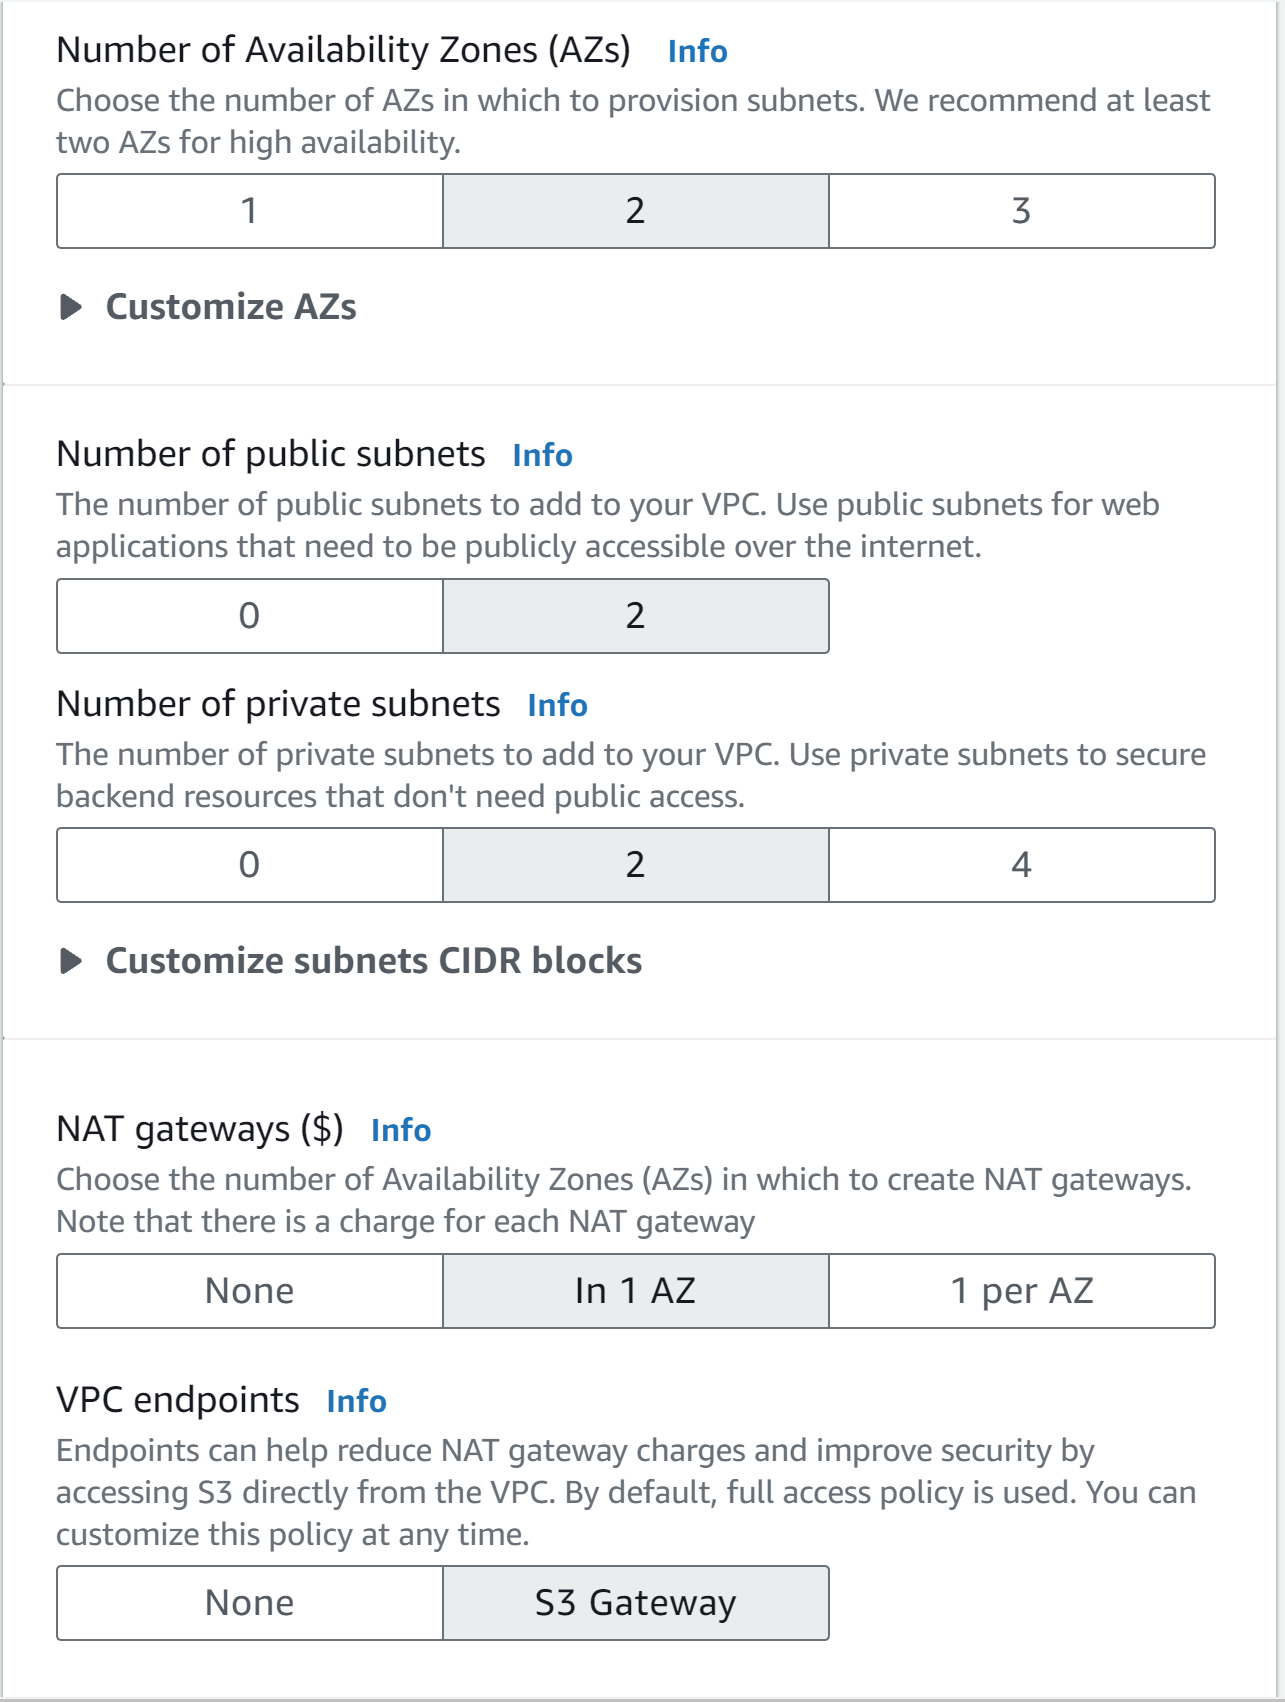 Number of Availability Zones (AZs) Info
Choose the number of AZs in which to provision subnets. We recommend at least
two AZs for high availability.
1 2 3
Customize AZs
Number of public subnets Info
The number of public subnets to add to your VPC. Use public subnets for web
applications that need to be publicly accessible over the internet.
0 2
Number of private subnets Info
The number of private subnets to add to your VPC. Use private subnets to secure
backend resources that don't need public access.
0 2 4
Customize subnets CIDR blocks
NAT gateways ($) Info
Choose the number of Availability Zones (AZs) in which to create NAT gateways.
Note that there is a charge for each NAT gateway
None In 1 AZ 1 per AZ
VPC endpoints Info
Endpoints can help reduce NAT gateway charges and improve security by
accessing S3 directly from the VPC. By default, full access policy is used. You can
customize this policy at any time.
None S3 Gateway